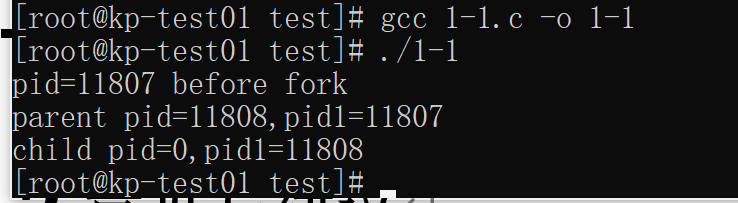 [root@kp-test01 test]# gcc 1-1.c -o 1-1
[root@kp-test01 test]# ./1-1
pid=11807 before fork
parent pid=11808,pid1=11807
child pid=0,pid1=11808
[root@kp-test01 test]#